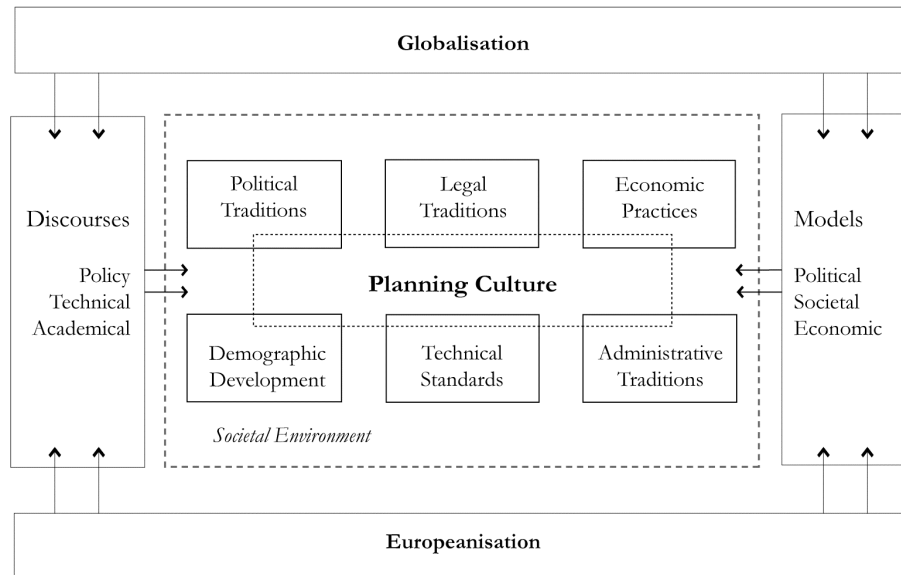 Globalisation
Discourses
Policy
Technical
Academical
Political
Traditions
Legal
Traditions
Economic
Practices
Planning Culture
Demographic
Development
Technical
Standards
Administrative
Traditions
Societal Environment
Models
Political
Societal
Economic
Europeanisation